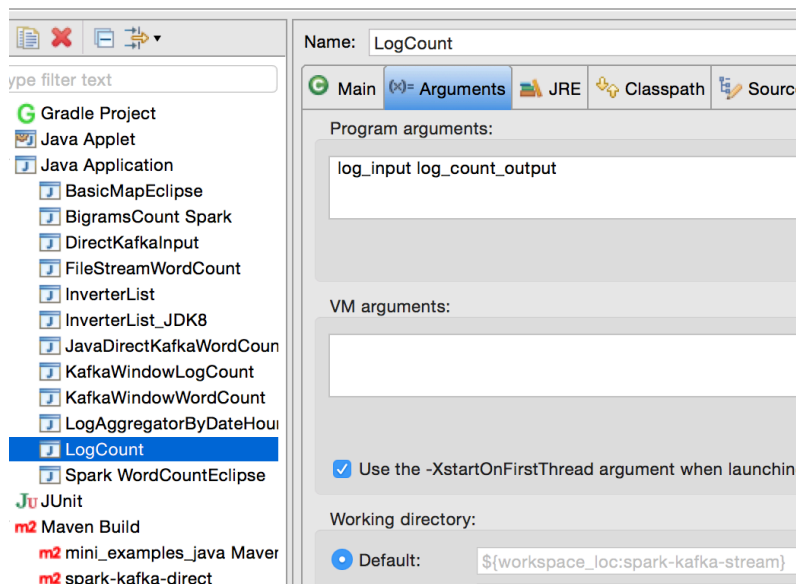 Name: LogCount
ype filter text
Gradle Project
Java Applet
Java Application
BasicMapEclipse
BigramsCount Spark
DirectKafkaInput
FileStreamWordCount
InverterList
InverterList_JDK8
JavaDirectKafkaWordCoun
KafkaWindowLogCount
KafkaWindowWordCount
LogAggregatorByDateHou
LogCount
Spark WordCountEclipse
Ju JUnit
m2 Maven Build
m2 mini_examples_java Maven
m2 spark-kafka-direct
Main (x)= Arguments JRE Classpath Sourc
Program arguments:
log_input log_count_output
VM arguments:
Use the -XstartOnFirstThread argument when launchin
Working directory:
Default: ${workspace_loc:spark-kafka-stream}